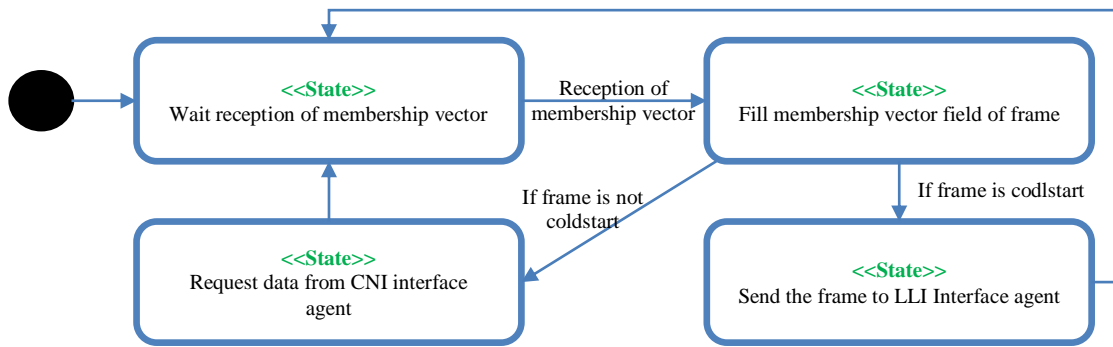 <<State>>
Wait reception of membership vector
Reception of
membership vector
<<State>>
Fill membership vector field of frame
If frame is not
coldstart
If frame is codlstart
<<State>>
Request data from CNI interface
agent
<<State>>
Send the frame to LLI Interface agent